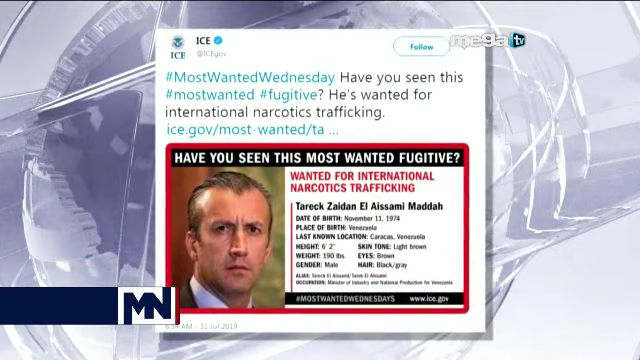 ICE
@ICEgov
Follow
mega tv
ICE
#MostWantedWednesday Have you seen this
#mostwanted #fugitive? He's wanted for
international narcotics trafficking.
ice.gov/most-wanted/ta ...
HAVE YOU SEEN THIS MOST WANTED FUGITIVE?
WANTED FOR INTERNATIONAL
NARCOTICS TRAFFICKING
Tareck Zaidan El Aissami Maddah
DATE OF BIRTH: November 11, 1974
PLACE OF BIRTH: Venezuela
LAST KNOWN LOCATION: Caracas, Venezuela
HEIGHT: 6' 2" SKIN TONE: Light brown
WEIGHT: 190 lbs. EYES: Brown
GENDER: Male HAIR: Black/gray
ALIAS: Tareck El Aissami/Tarek El Aissami
OCCUPATION: Minister of Industry and National Production for Venezuela
#MOSTWANTEDWEDNESDAYS www.ice.gov
MN
6:34 AM - 31 Jul 2019